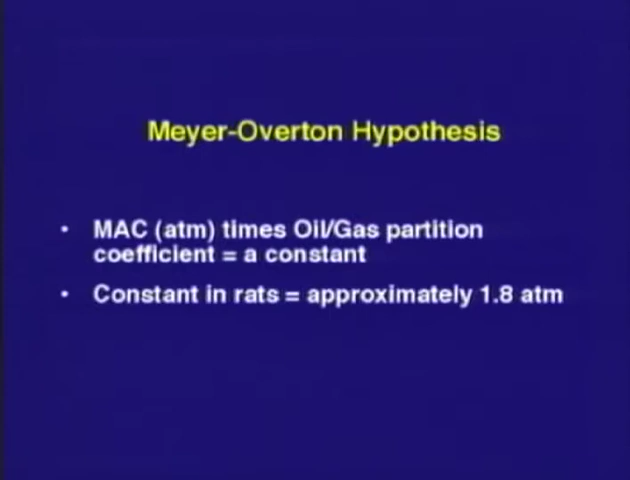 Meyer-Overton Hypothesis
• MAC (atm) times Oil/Gas partition
coefficient = a constant
• Constant in rats = approximately 1.8 atm